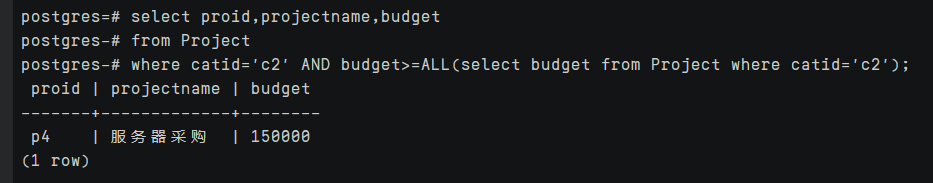 postgres=# select proid,projectname,budget
postgres-# from Project
postgres-# where catid='c2' AND budget>=ALL(select budget from Project where catid='c2');
 proid | projectname | budget
-------+-------------+--------
 p4    | 服务器采购  | 150000
(1 row)